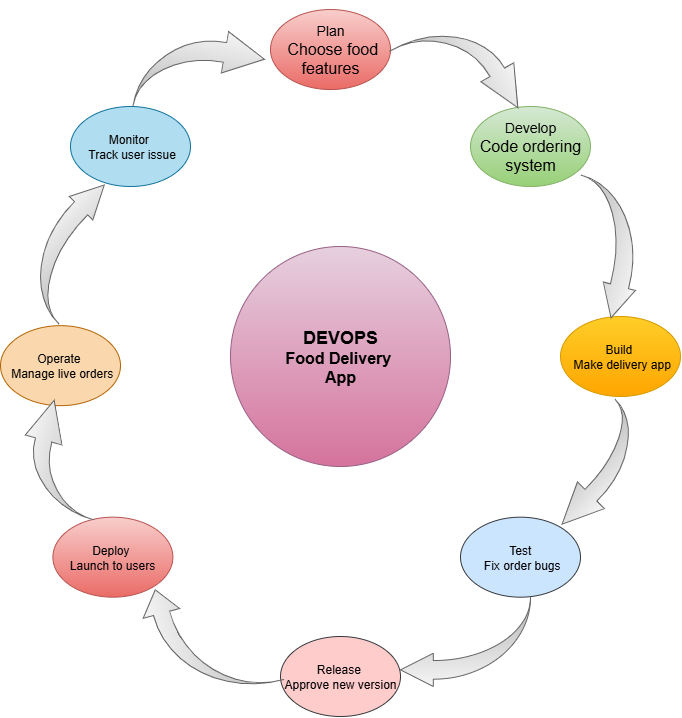 Plan
Choose food
features
Develop
Code ordering
system
Build
Make delivery app
Test
Fix order bugs
Release
Approve new version
Deploy
Launch to users
Operate
Manage live orders
Monitor
Track user issue
DEVOPS
Food Delivery
App